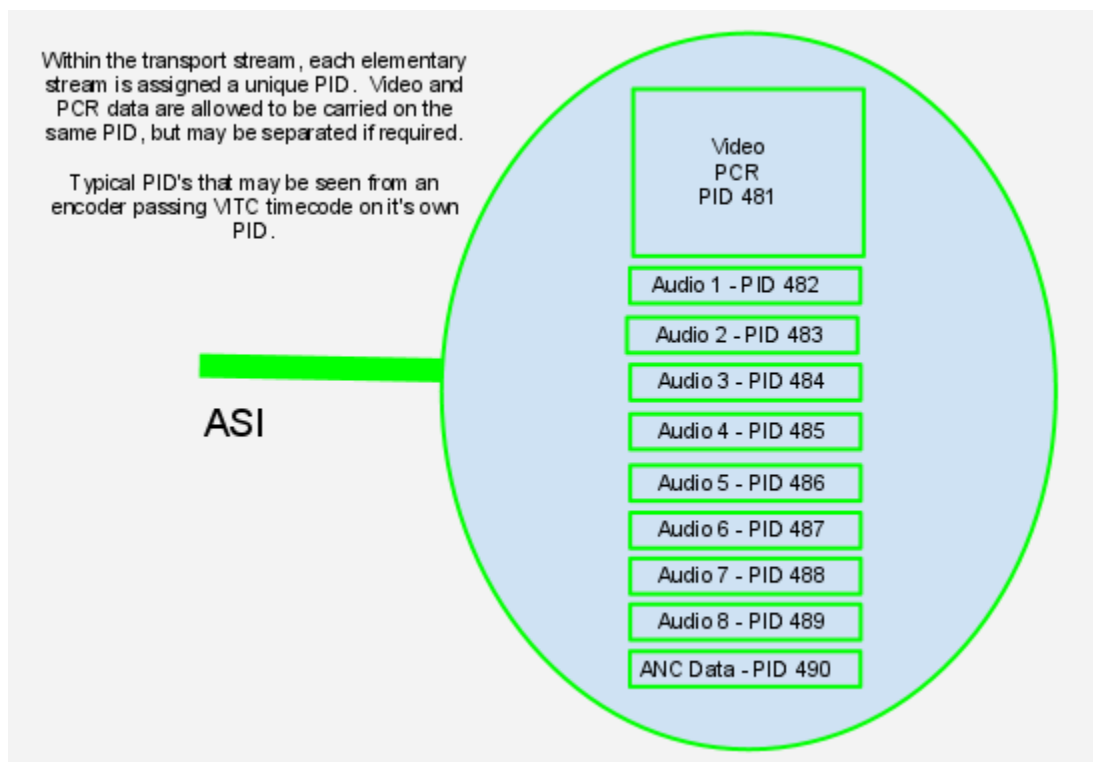 Within the transport stream, each elementary
stream is assigned a unique PID. Video and
PCR data are allowed to be carried on the
same PID, but may be separated if required.
Typical PID's that may be seen from an
encoder passing VITC timecode on it's own
PID.
ASI
Video
PCR
PID 481
Audio 1 - PID 482
Audio 2 - PID 483
Audio 3 - PID 484
Audio 4 - PID 485
Audio 5 - PID 486
Audio 6 - PID 487
Audio 7 - PID 488
Audio 8 - PID 489
ANC Data - PID 490